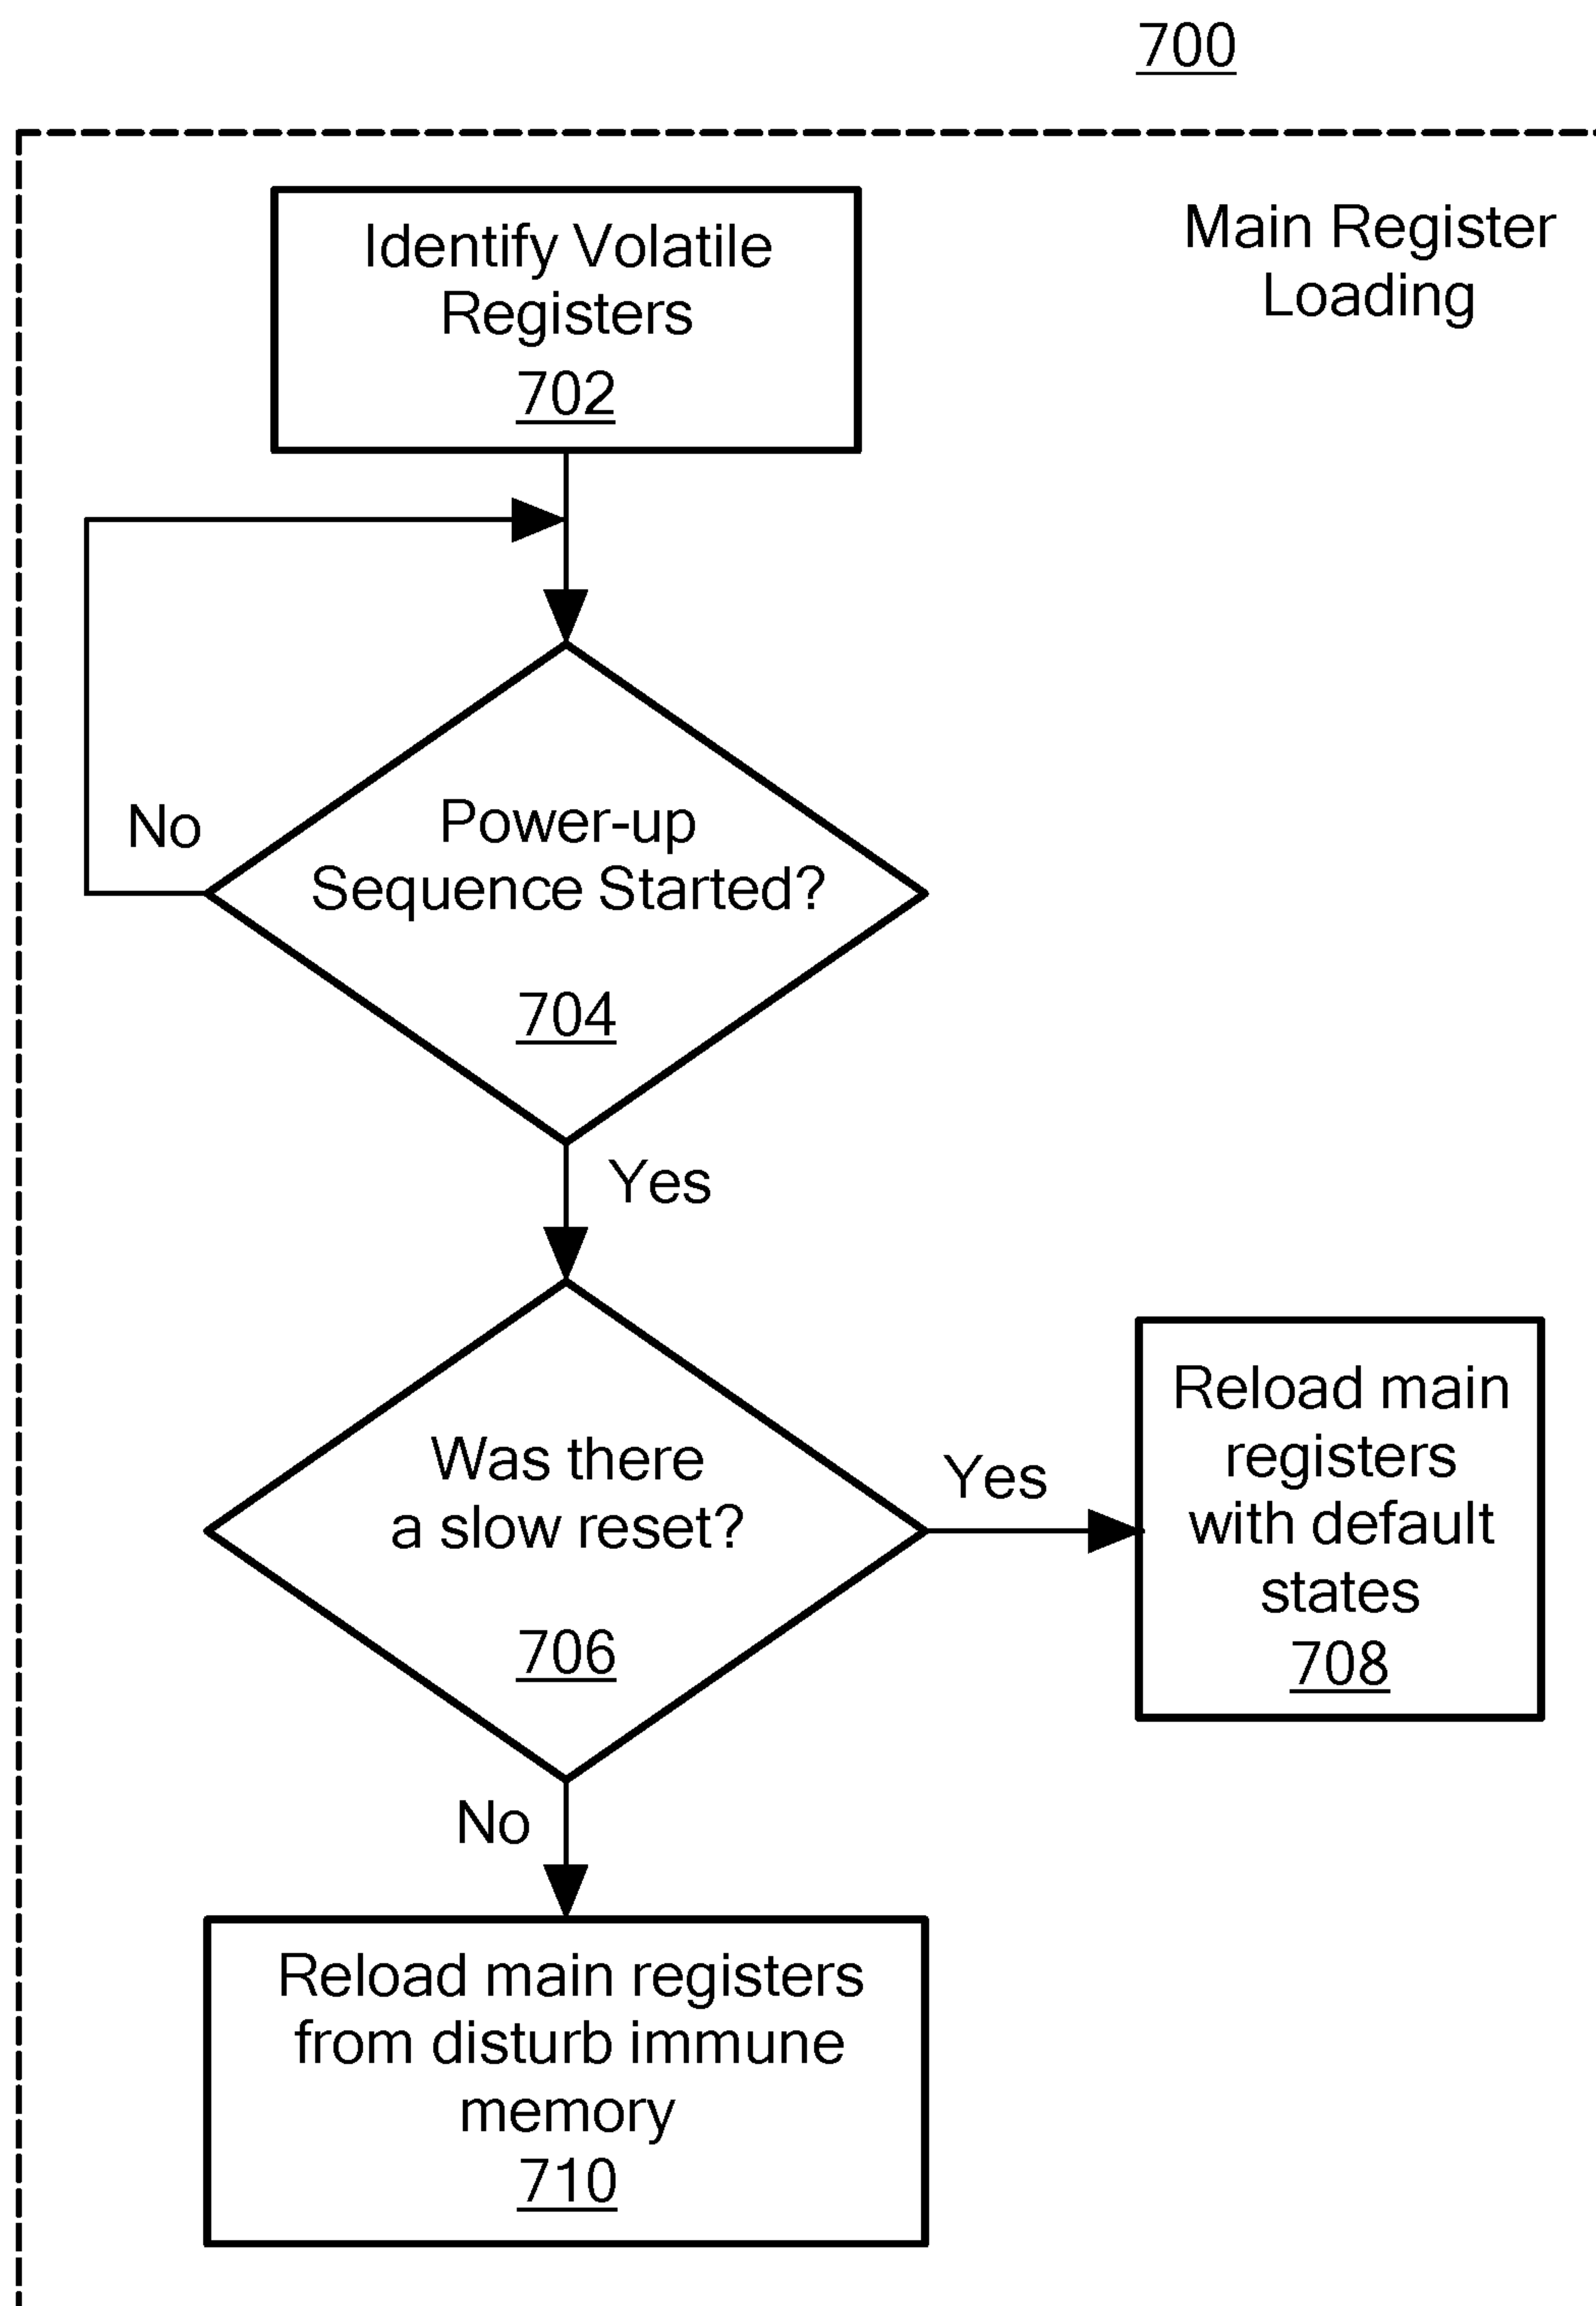 700
Main Register
Loading
Identify Volatile
Registers
702
Power-up
Sequence Started?
704
No
Yes
Was there
a slow reset?
706
Yes
No
Reload main
registers
with default
states
708
Reload main registers
from disturb immune
memory
710